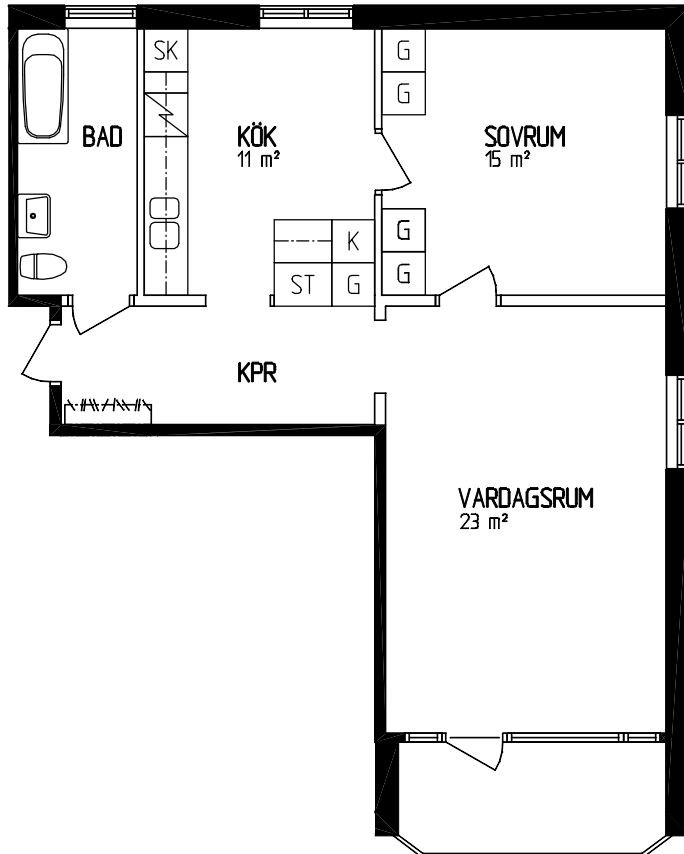 SK
G
G
BAD
KÖK
11 m²
SOVRUM
15 m²
G
K
G
ST
G
KPR
VARDAGSRUM
23 m²